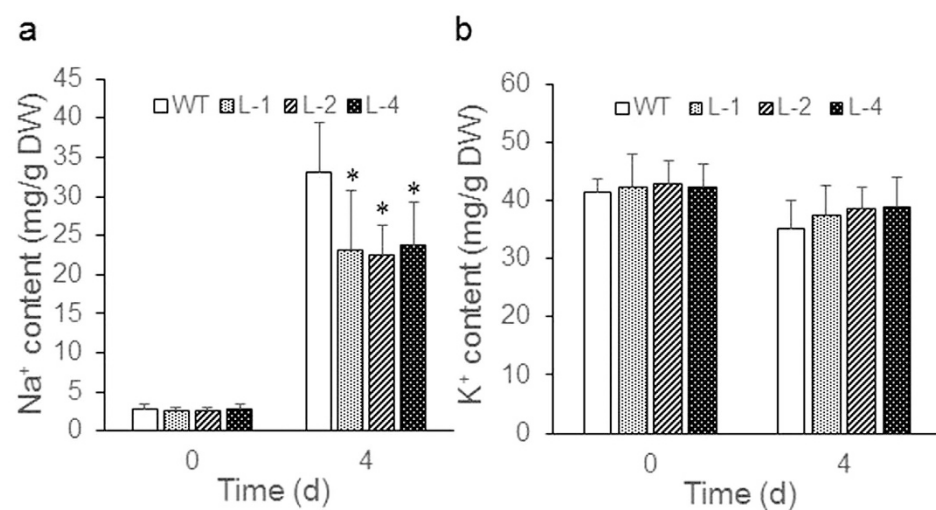 a
Na⁺ content (mg/g DW)
45
40
35
30
25
20
15
10
5
0
WT L-1 L-2 L-4
*
*
*
0 4
Time (d)
b
K⁺ content (mg/g DW)
60
50
40
30
20
10
0
WT L-1 L-2 L-4
0 4
Time (d)